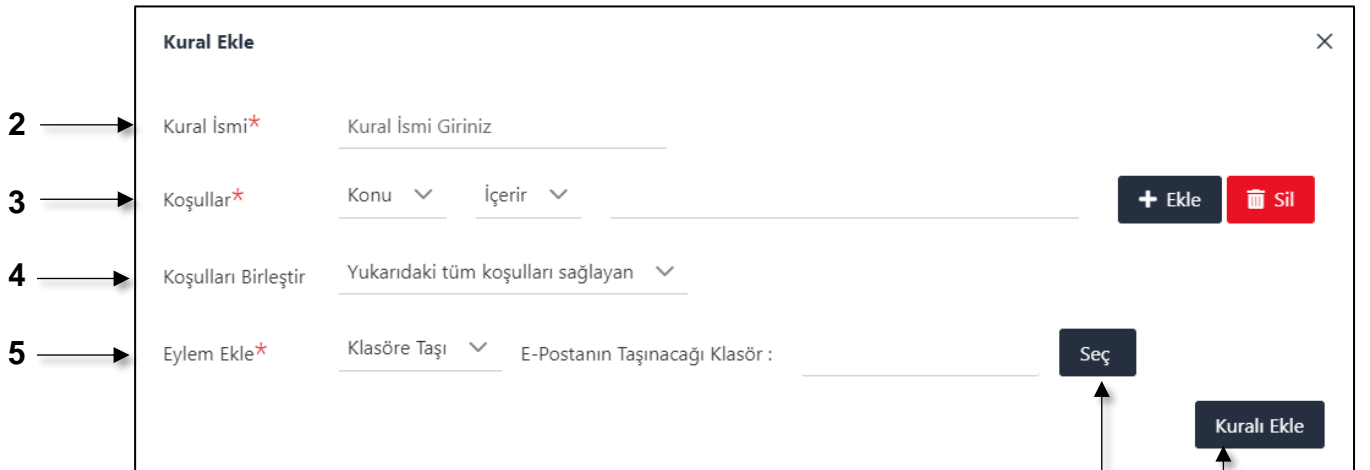 Kural Ekle
2 Kural İsmi* Kural İsmi Giriniz
3 Koşullar* Konu İçerir + Ekle Sil
4 Koşulları Birleştir Yukarıdaki tüm koşulları sağlayan
5 Eylem Ekle* Klasöre Taşı E-Postanın Taşınacağı Klasör : Seç
Kuralı Ekle